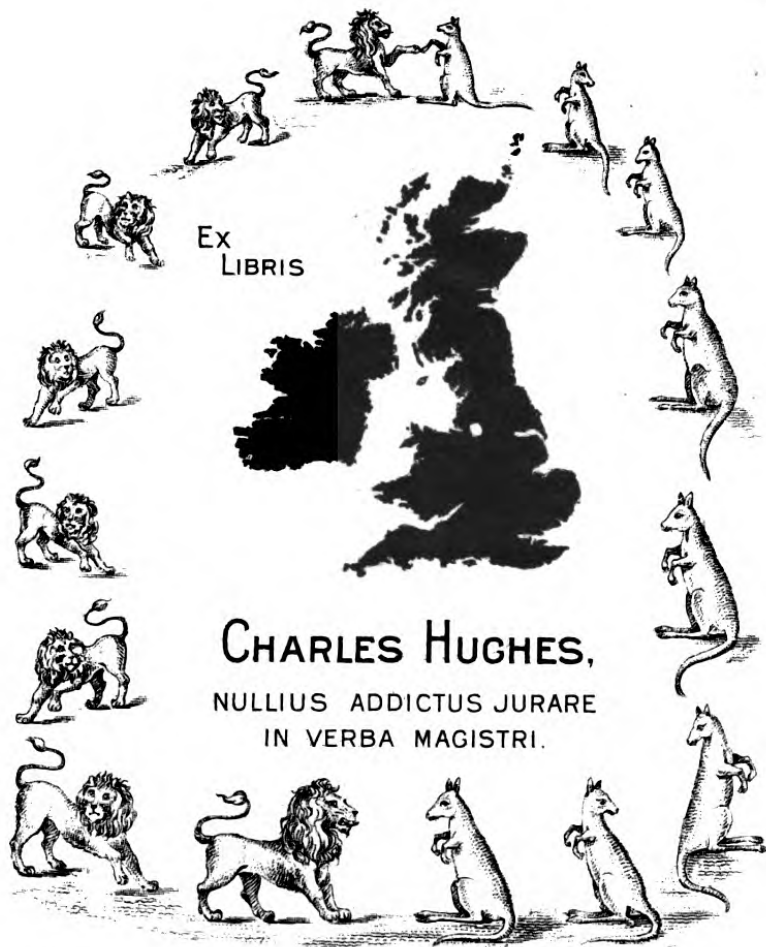 EX
LIBRIS
CHARLES HUGHES,
NULLIUS ADDICTUS JURARE
IN VERBA MAGISTRI.